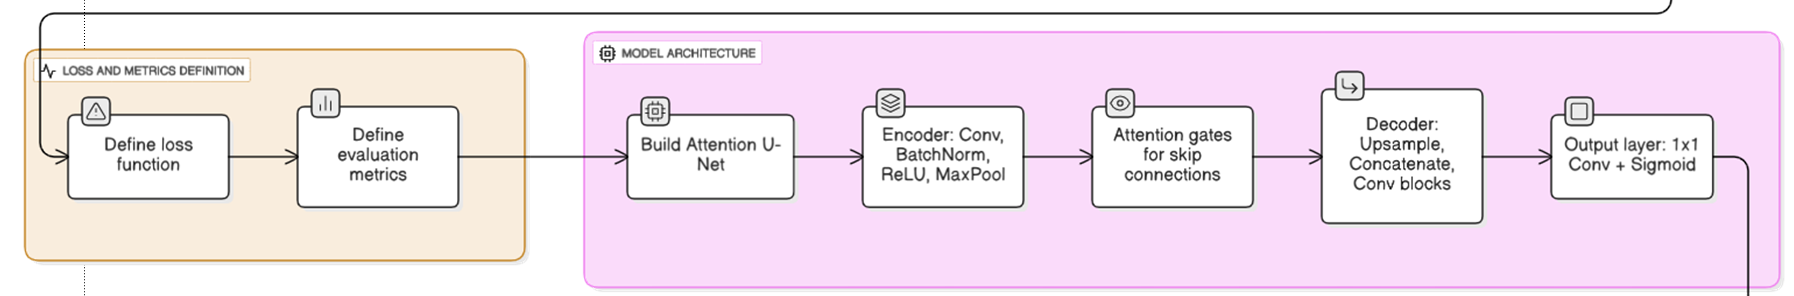 LOSS AND METRICS DEFINITION
Define loss
function
Define
evaluation
metrics
MODEL ARCHITECTURE
Build Attention U-
Net
Encoder: Conv,
BatchNorm,
ReLU, MaxPool
Attention gates
for skip
connections
Decoder:
Upsample,
Concatenate,
Conv blocks
Output layer: 1x1
Conv + Sigmoid